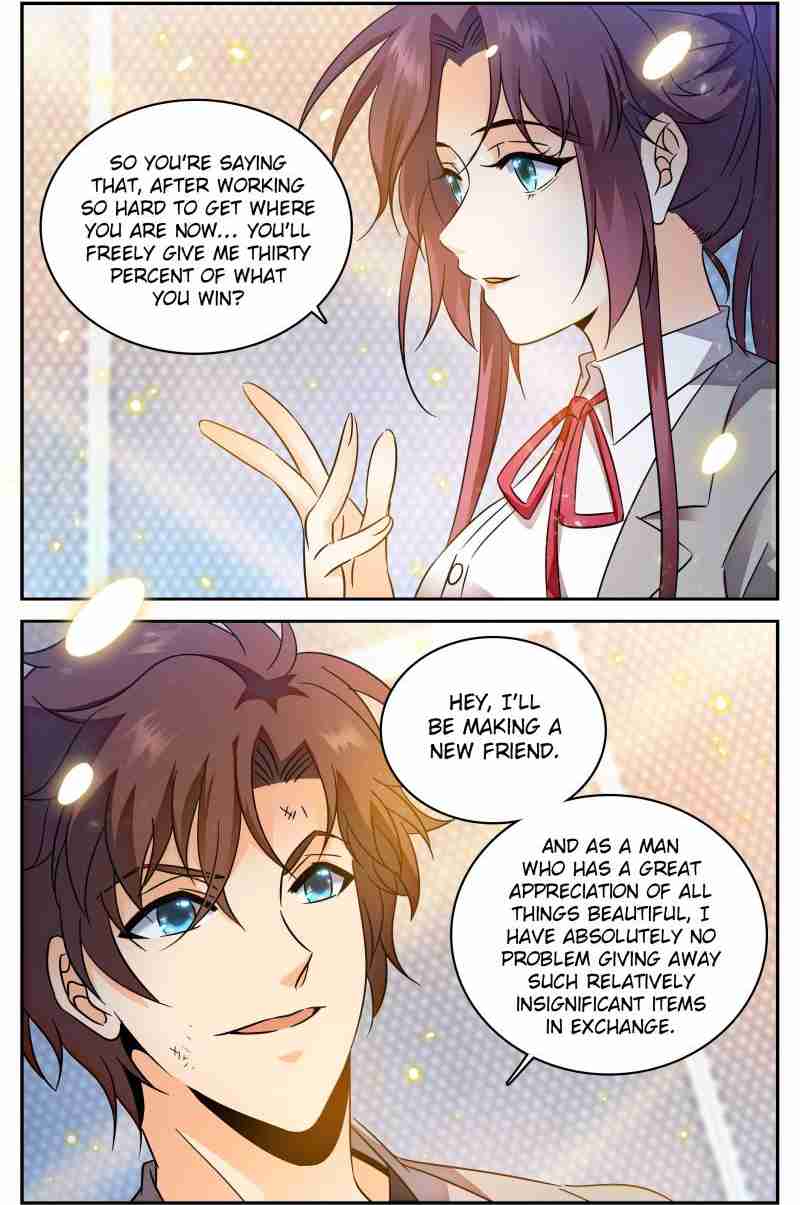 SO YOU'RE SAYING
THAT, AFTER WORKING
SO HARD TO GET WHERE
YOU ARE NOW... YOU'LL
FREELY GIVE ME THIRTY
PERCENT OF WHAT
YOU WIN?
HEY, I'LL
BE MAKING A
NEW FRIEND.
AND AS A MAN
WHO HAS A GREAT
APPRECIATION OF ALL
THINGS BEAUTIFUL, I
HAVE ABSOLUTELY NO
PROBLEM GIVING AWAY
SUCH RELATIVELY
INSIGNIFICANT ITEMS
IN EXCHANGE.